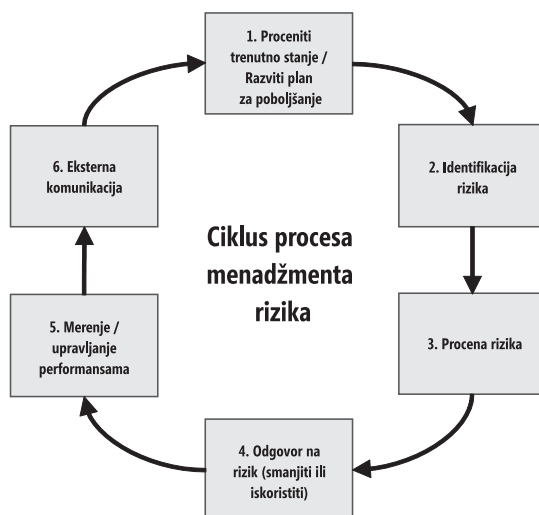 1. Proceniti
trenutno stanje /
Razviti plan
za poboljšanje
2. Identifikacija
rizika
3. Procena rizika
4. Odgovor na
rizik (smanjiti ili
iskoristiti)
5. Merenje /
upravljanje
performansama
6. Eksterna
komunikacija
Ciklus procesa
menadžmenta
rizika